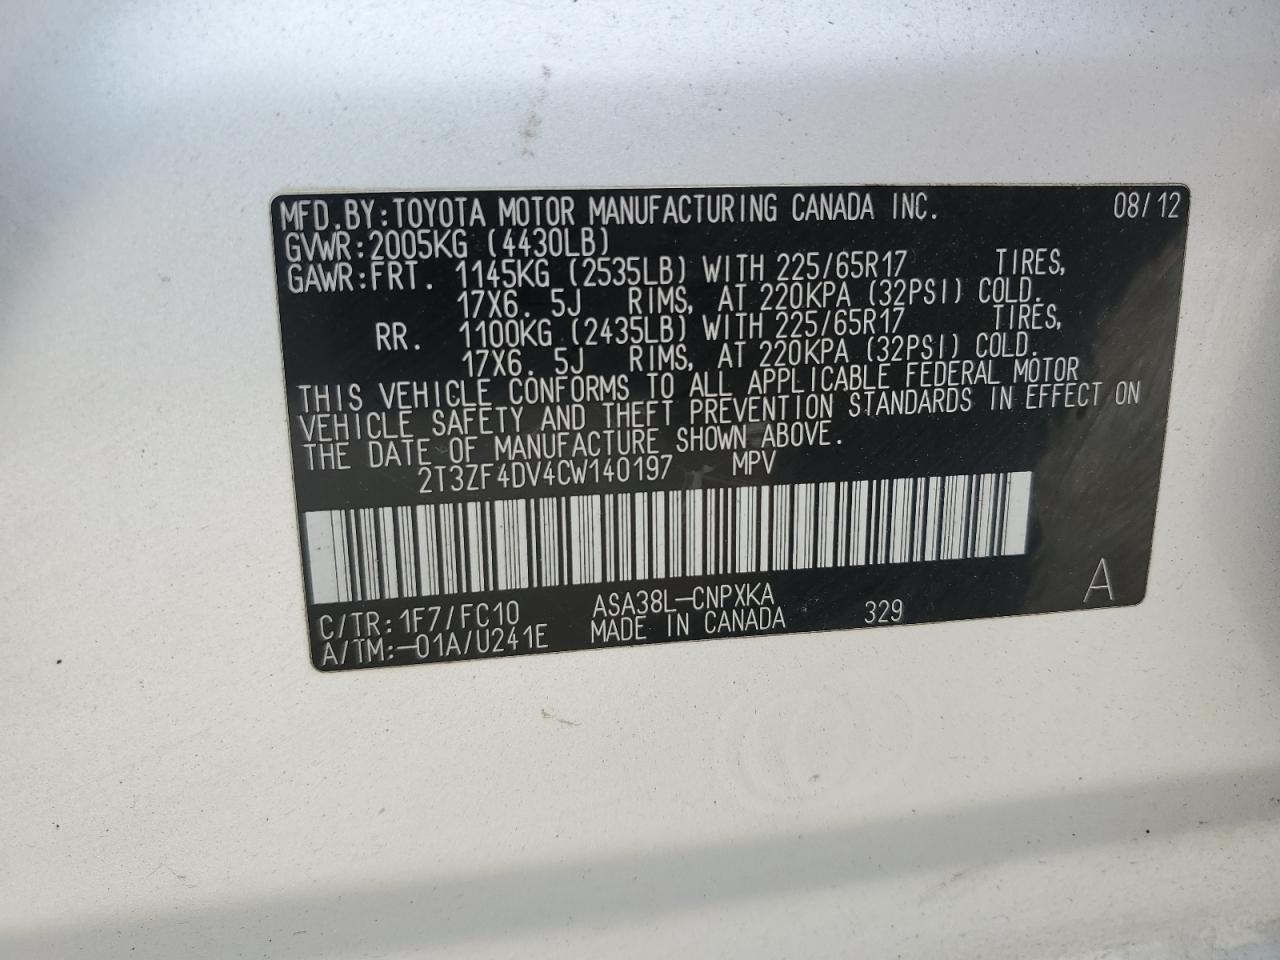 MFD.BY:TOYOTA MOTOR MANUFACTURING CANADA INC. 08/12
GVWR:2005KG (4430LB)
GAWR:FRT. 1145KG (2535LB) WITH 225/65R17 TIRES,
17X6.5J RIMS, AT 220KPA (32PSI) COLD.
RR. 1100KG (2435LB) WITH 225/65R17 TIRES,
17X6.5J RIMS, AT 220KPA (32PSI) COLD.
THIS VEHICLE CONFORMS TO ALL APPLICABLE FEDERAL MOTOR
VEHICLE SAFETY AND THEFT PREVENTION STANDARDS IN EFFECT ON
THE DATE OF MANUFACTURE SHOWN ABOVE.
2T3ZF4DV4CW140197 MPV
C/TR:1F7/FC10 ASA38L-CNPXKA
A/TM:-01A/U241E MADE IN CANADA 329 A